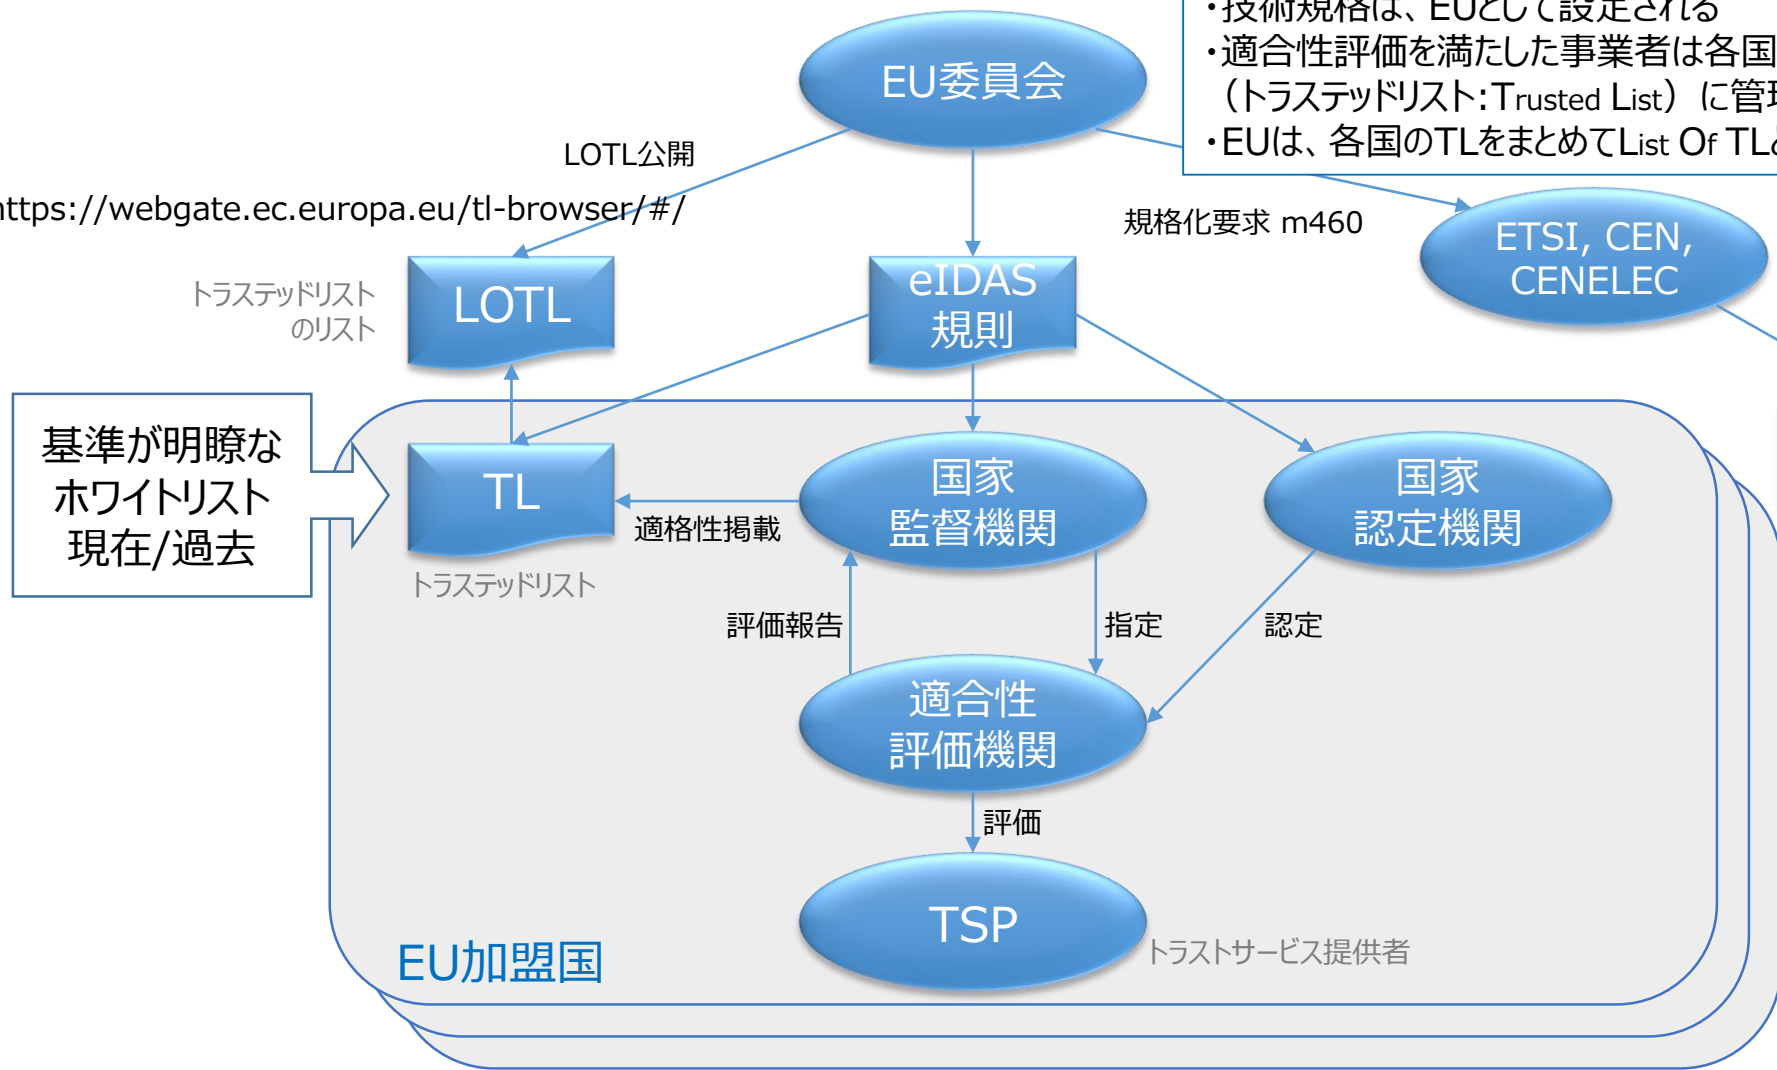 ・技術規格は、EUとして設定される
・適合性評価を満たした事業者は各国
（トラステッドリスト:Trusted List）に管
・EUは、各国のTLをまとめてList Of TL
EU委員会
LOTL公開
https://webgate.ec.europa.eu/tl-browser/#/
規格化要求 m460
ETSI, CEN,
CENELEC
トラステッドリスト
のリスト
LOTL
eIDAS
規則
基準が明瞭な
ホワイトリスト
現在/過去
TL
適格性掲載
国家
監督機関
国家
認定機関
トラステッドリスト
評価報告
指定
認定
適合性
評価機関
評価
TSP
トラストサービス提供者
EU加盟国